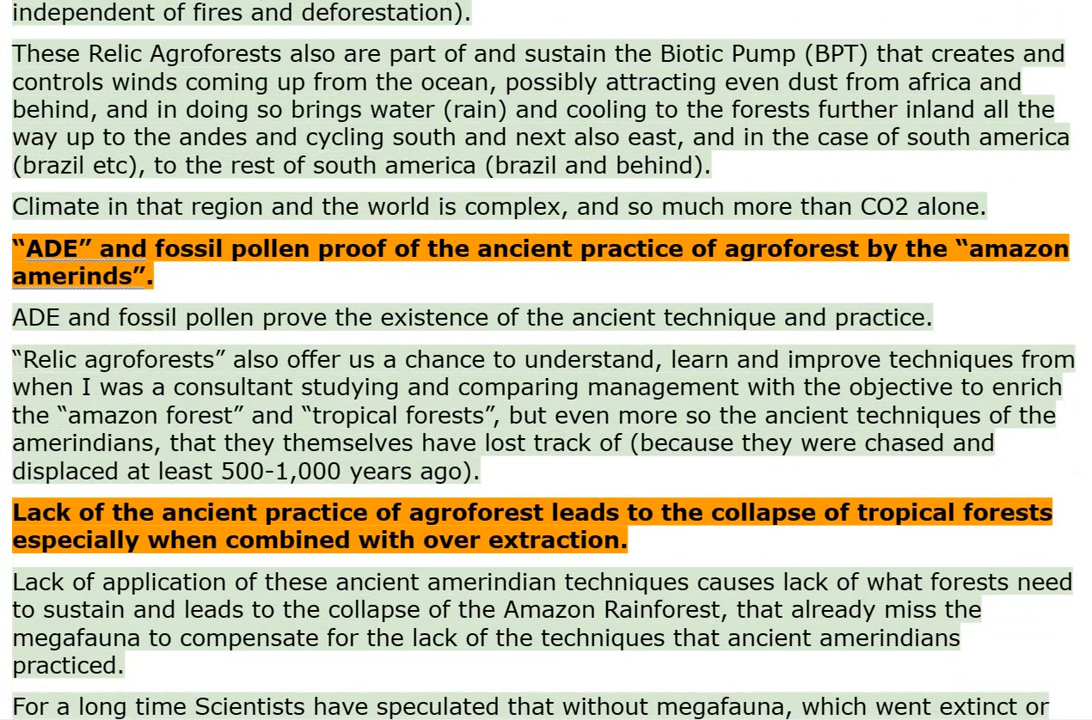 independent of fires and deforestation).
These Relic Agroforests also are part of and sustain the Biotic Pump (BPT) that creates and
controls winds coming up from the ocean, possibly attracting even dust from africa and
behind, and in doing so brings water (rain) and cooling to the forests further inland all the
way up to the andes and cycling south and next also east, and in the case of south america
(brazil etc), to the rest of south america (brazil and behind).
Climate in that region and the world is complex, and so much more than CO2 alone.
“ADE” and fossil pollen proof of the ancient practice of agroforest by the “amazon
amerinds”.
ADE and fossil pollen prove the existence of the ancient technique and practice.
“Relic agroforests” also offer us a chance to understand, learn and improve techniques from
when I was a consultant studying and comparing management with the objective to enrich
the “amazon forest” and “tropical forests”, but even more so the ancient techniques of the
amerindians, that they themselves have lost track of (because they were chased and
displaced at least 500-1,000 years ago).
Lack of the ancient practice of agroforest leads to the collapse of tropical forests
especially when combined with over extraction.
Lack of application of these ancient amerindian techniques causes lack of what forests need
to sustain and leads to the collapse of the Amazon Rainforest, that already miss the
megafauna to compensate for the lack of the techniques that ancient amerindians
practiced.
For a long time Scientists have speculated that without megafauna, which went extinct or